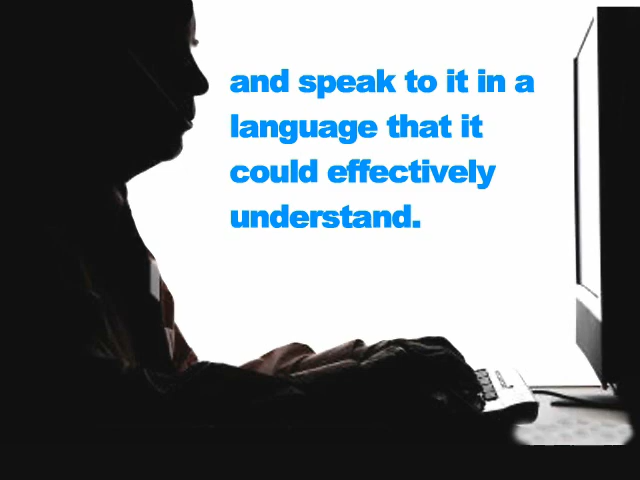 and speak to it in a
language that it
could effectively
understand.